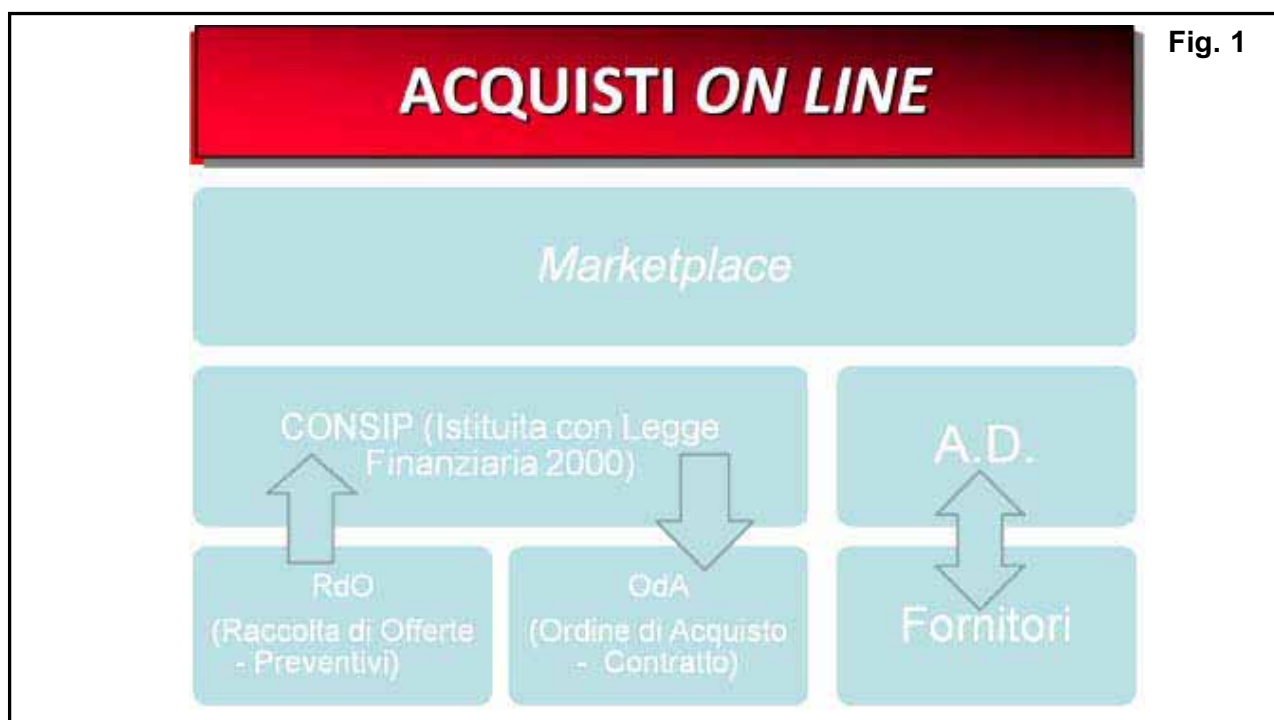 Fig. 1
ACQUISTI ON LINE
Marketplace
CONSIP (Istituita con Legge
Finanziaria 2000)
A.D.
RdO
(Raccolta di Offerte
- Preventivi)
OdA
(Ordine di Acquisto
- Contratto)
Fornitori